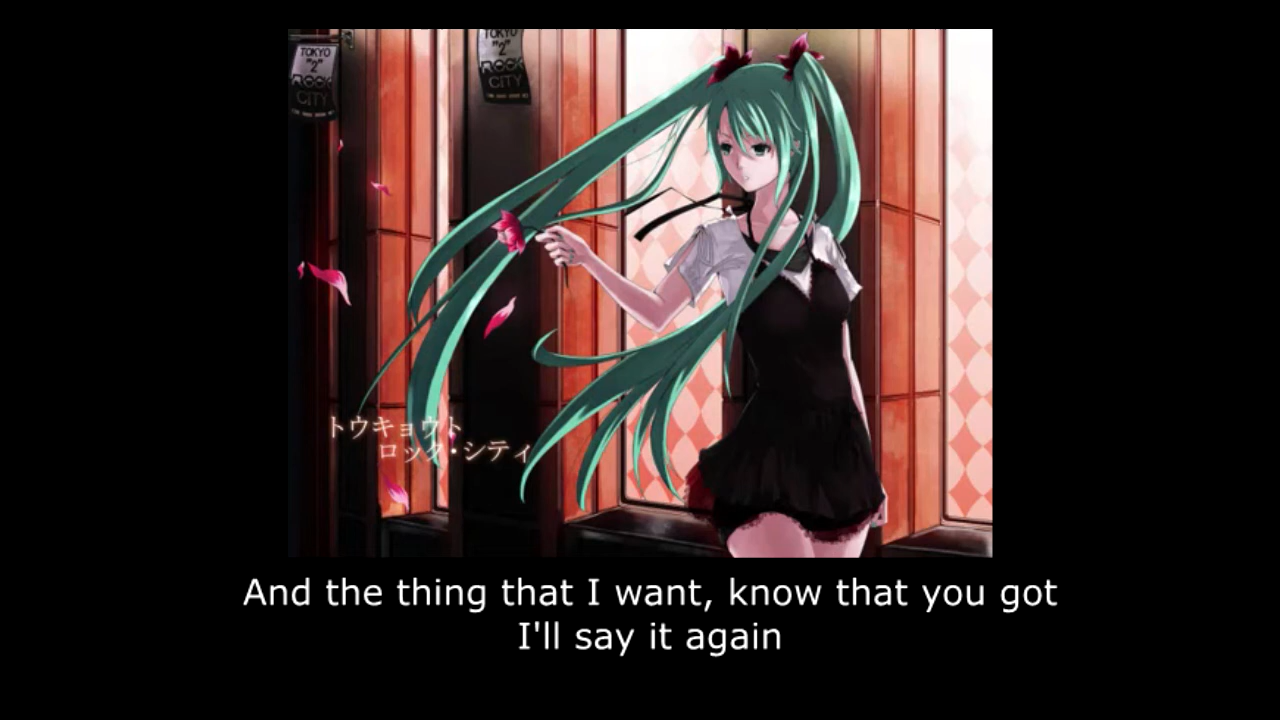 TOKYO
"2"
ROCK
CITY
TOKYO
"2"
ROCK
CITY
トウキョウト
ロック・シティ
And the thing that I want, know that you got
I'll say it again